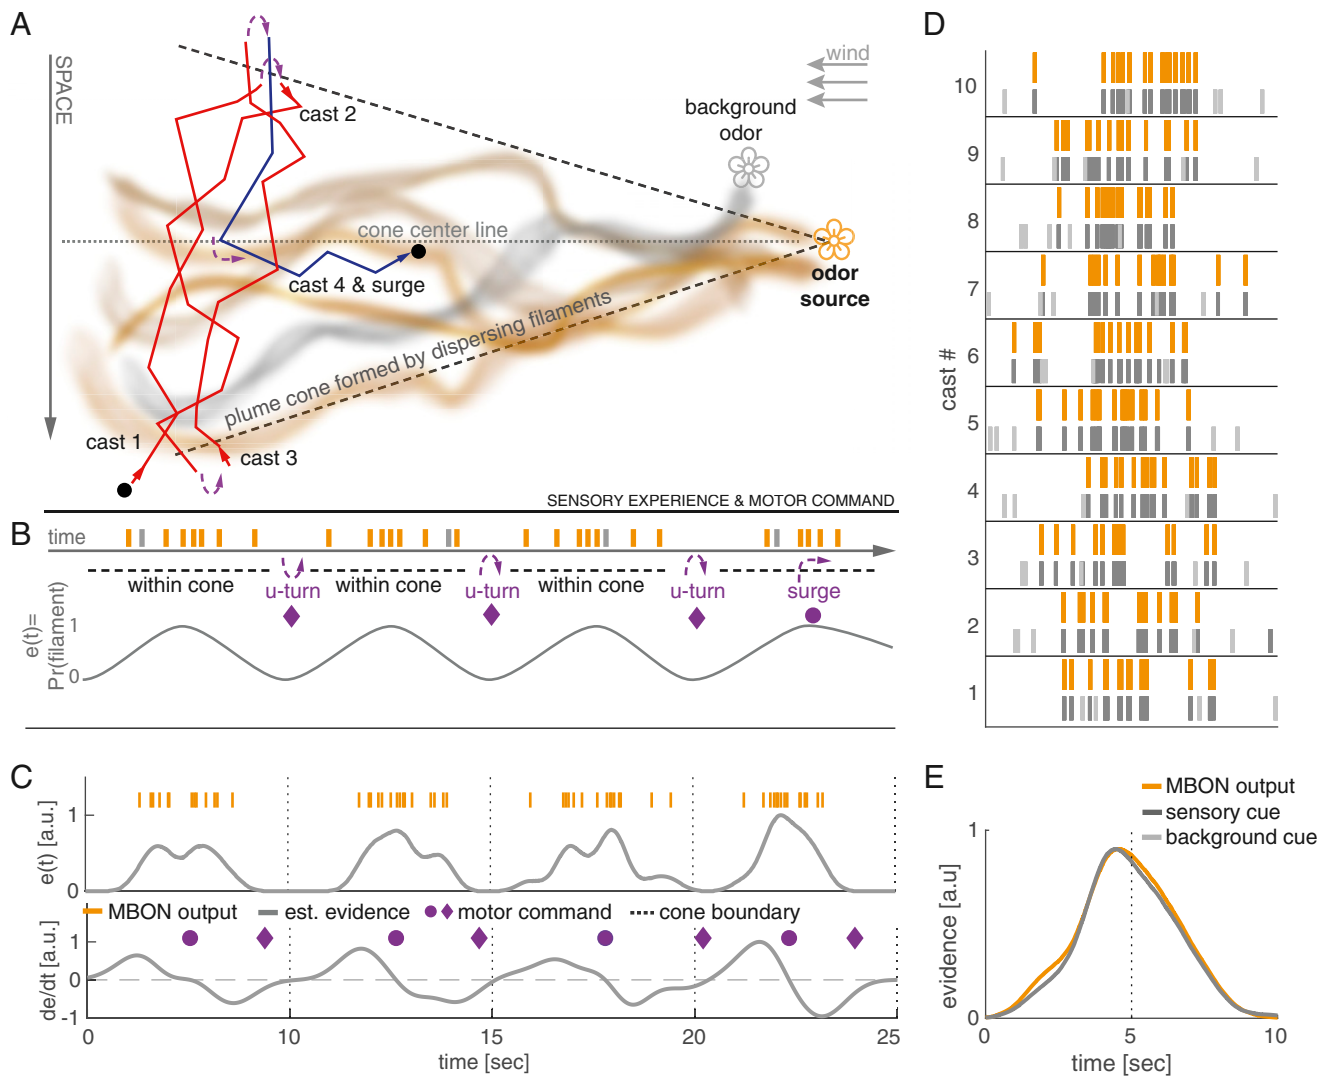 A
SPACE
wind
background
odor
cast 2
cone center line
cast 4 & surge
odor
source
plume cone formed by dispersing filaments
cast 1
cast 3
SENSORY EXPERIENCE & MOTOR COMMAND
B
time
within cone
within cone
within cone
u-turn
u-turn
u-turn
surge
e(t)=
Pr(filament)
1
0
C
e(t) [a.u.]
1
0
MBON output
est. evidence
motor command
cone boundary
de/dt [a.u.]
1
0
-1
0
10
15
20
25
time [sec]
D
cast #
10
9
8
7
6
5
4
3
2
1
E
MBON output
sensory cue
background cue
evidence [a.u]
1
0
0
5
10
time [sec]